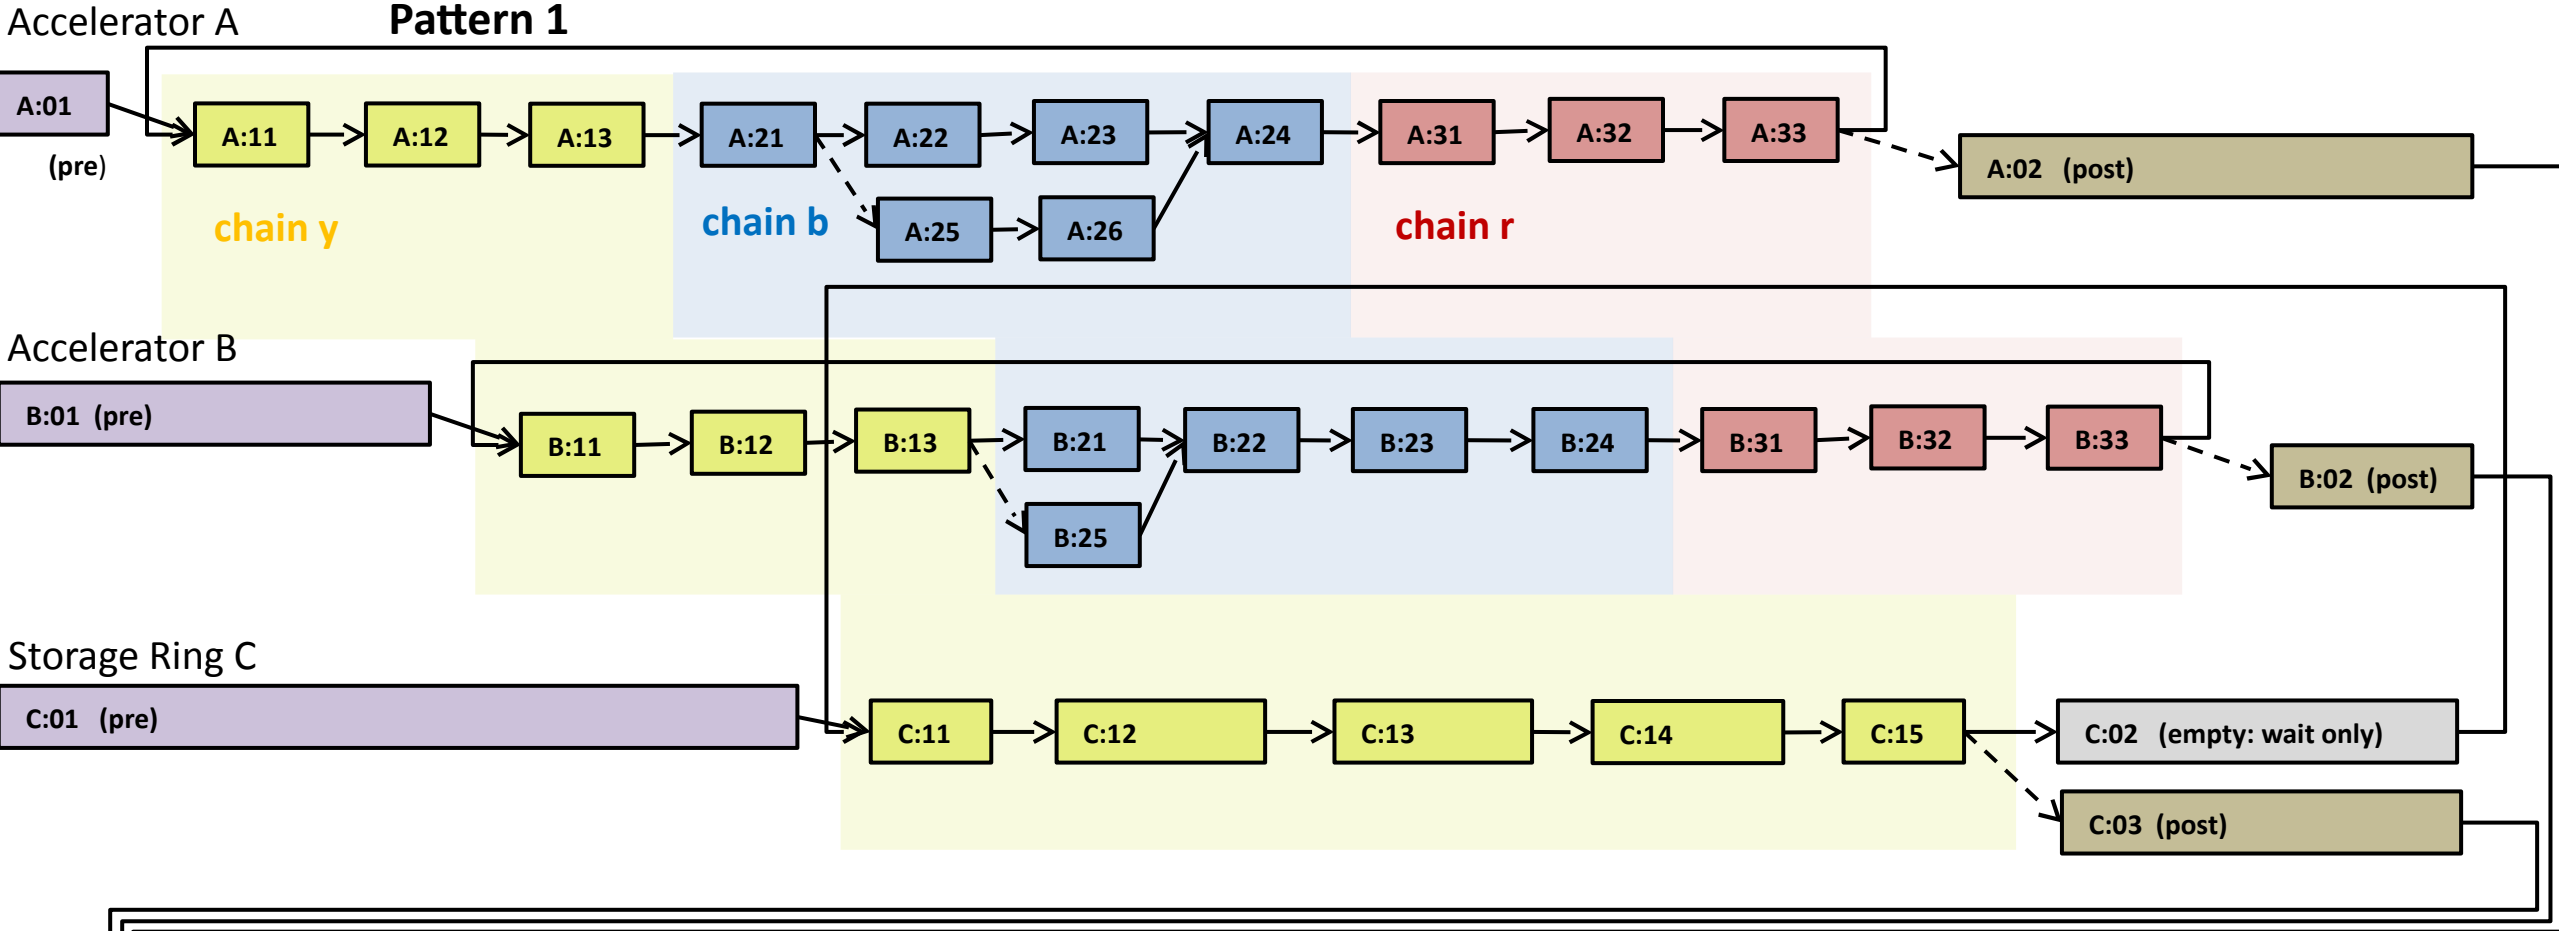 Accelerator A
Pattern 1
A:01
(pre)
A:11
A:12
A:13
A:21
A:22
A:23
A:24
A:31
A:32
A:33
A:02 (post)
A:25
A:26
chain y
chain b
chain r
Accelerator B
B:01 (pre)
B:11
B:12
B:13
B:21
B:22
B:23
B:24
B:31
B:32
B:33
B:02 (post)
B:25
Storage Ring C
C:01 (pre)
C:11
C:12
C:13
C:14
C:15
C:02 (empty: wait only)
C:03 (post)